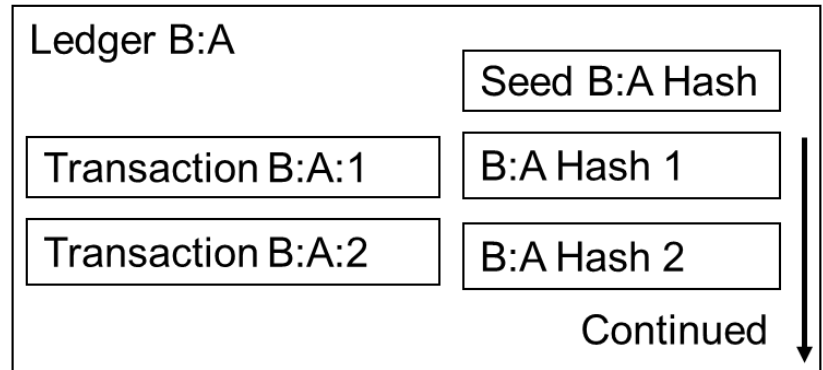 Ledger B:A
Seed B:A Hash
Transaction B:A:1
B:A Hash 1
Transaction B:A:2
B:A Hash 2
Continued